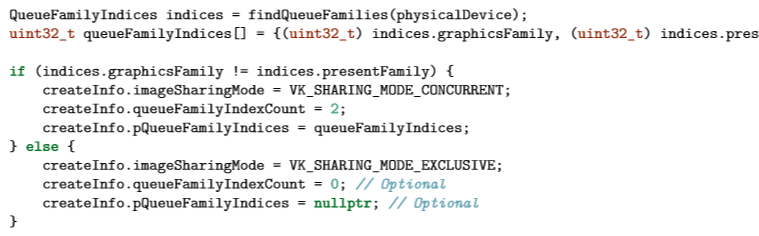 QueueFamilyIndices indices = findQueueFamilies(physicalDevice);
uint32_t queueFamilyIndices[] = {(uint32_t) indices.graphicsFamily, (uint32_t) indices.pres
if (indices.graphicsFamily != indices.presentFamily) {
createInfo.imageSharingMode = VK_SHARING_MODE_CONCURRENT;
createInfo.queueFamilyIndexCount = 2;
createInfo.pQueueFamilyIndices = queueFamilyIndices;
} else {
createInfo.imageSharingMode = VK_SHARING_MODE_EXCLUSIVE;
createInfo.queueFamilyIndexCount = 0; // Optional
createInfo.pQueueFamilyIndices = nullptr; // Optional
}